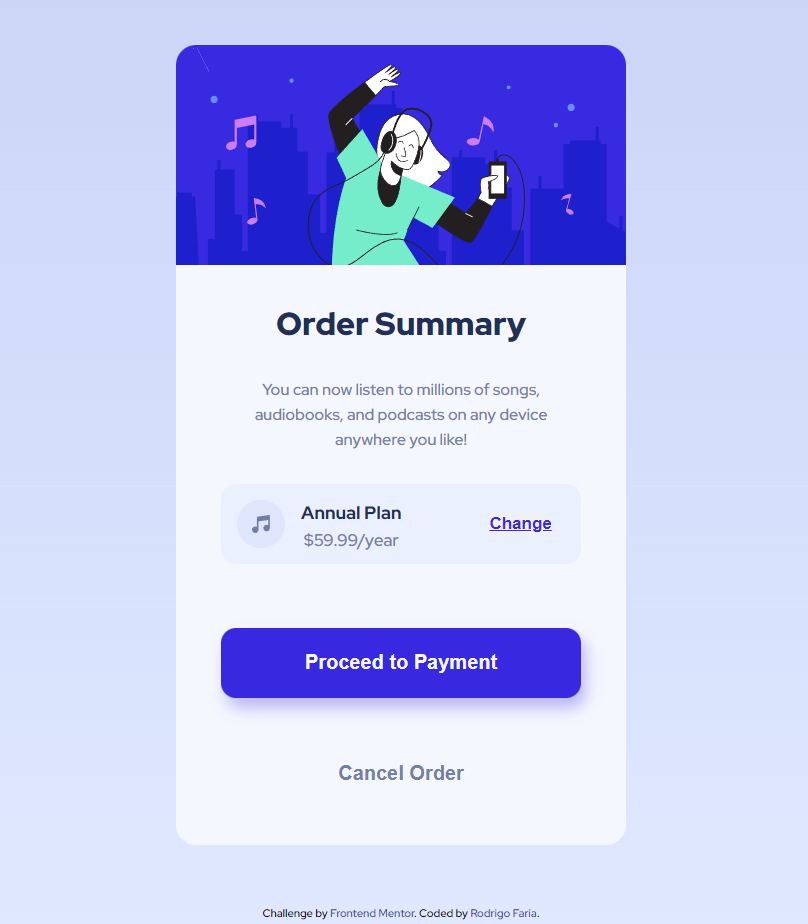 Order Summary
You can now listen to millions of songs,
audiobooks, and podcasts on any device
anywhere you like!
Annual Plan
$59.99/year
Change
Proceed to Payment
Cancel Order
Challenge by Frontend Mentor. Coded by Rodrigo Faria.